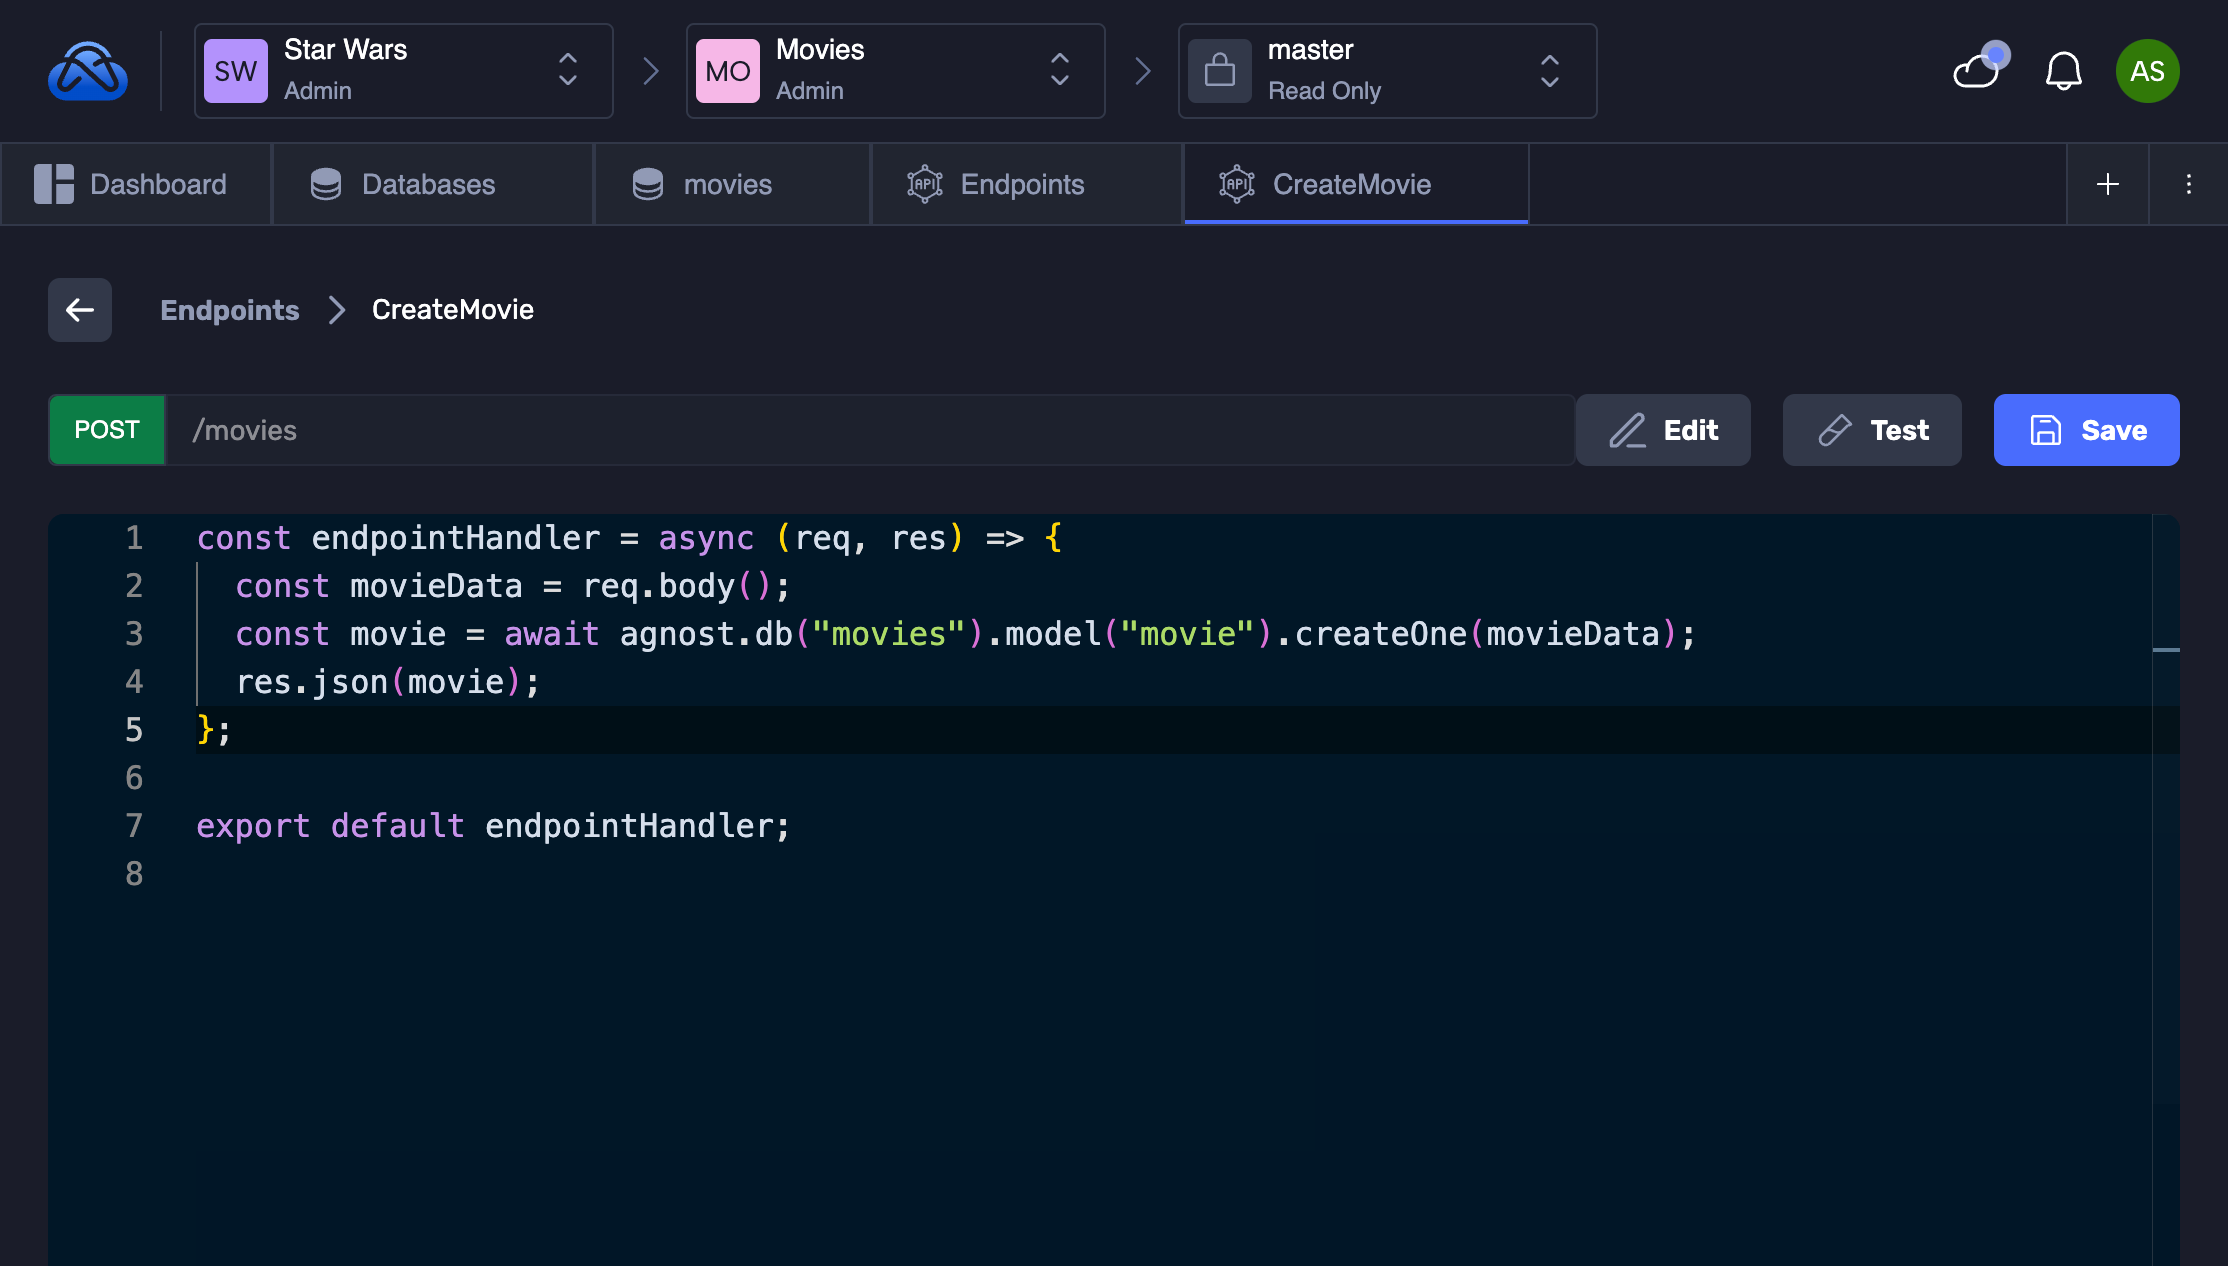 SW Star Wars Admin
MO Movies Admin
master Read Only
AS
Dashboard Databases movies API Endpoints API CreateMovie
Endpoints CreateMovie
POST /movies Edit Test Save
1 const endpointHandler = async (req, res) => {
2 const movieData = req.body();
3 const movie = await agnost.db("movies").model("movie").createOne(movieData);
4 res.json(movie);
5 };
6
7 export default endpointHandler;
8